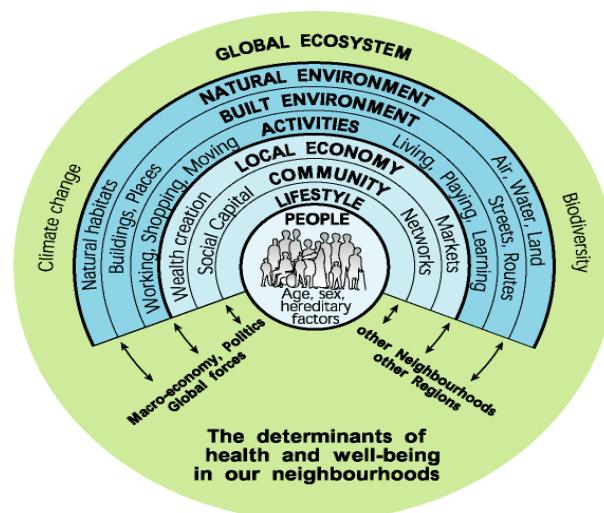 GLOBAL ECOSYSTEM
NATURAL ENVIRONMENT
BUILT ENVIRONMENT
ACTIVITIES
LOCAL ECONOMY
COMMUNITY
LIFESTYLE
PEOPLE
Age, sex,
hereditary
factors
Climate change
Natural habitats
Buildings, Places
Working, Shopping, Moving
Wealth creation
Social Capital
Networks
Markets
Living, Playing, Learning
Streets, Routes
Air, Water, Land
Biodiversity
Macro-economy, Politics
Global forces
other Neighbourhoods
other Regions
The determinants of
health and well-being
in our neighbourhoods